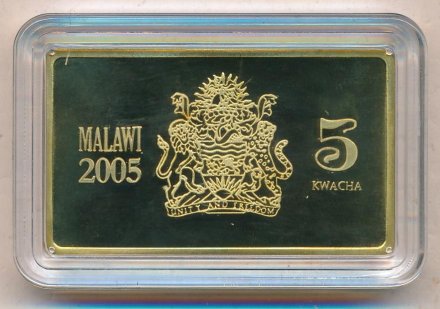 MALAWI
2005
5
KWACHA
UNITY AND FREEDOM